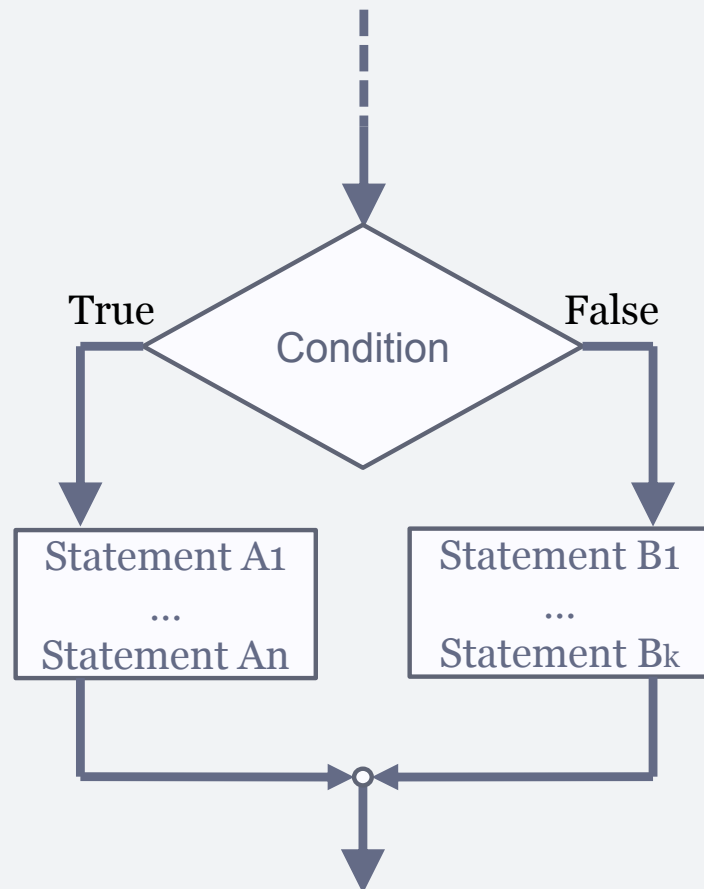 True
False
Condition
Statement A1
...
Statement An
Statement B1
...
Statement Bk